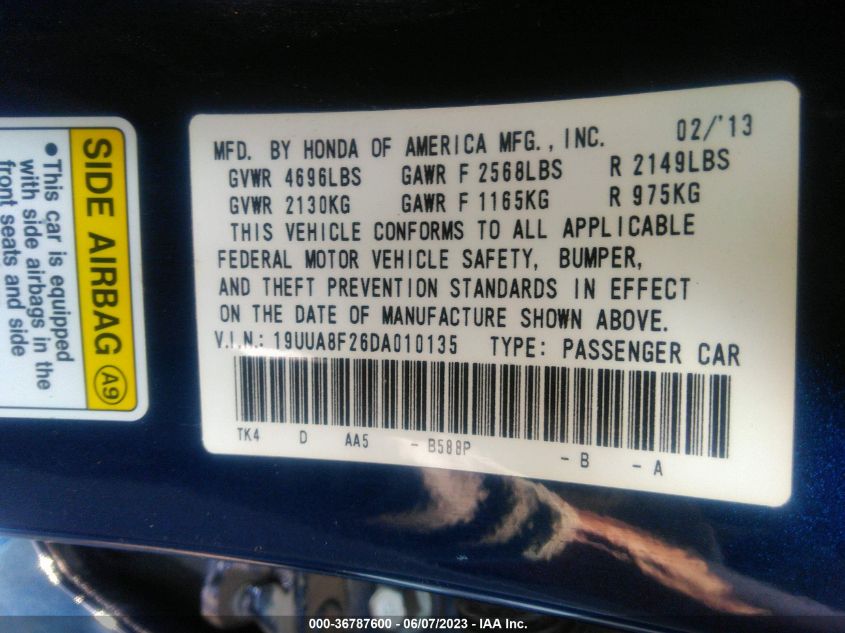 02/'13
MFD. BY HONDA OF AMERICA MFG., INC.
GVWR 4696LBS GAWR F 2568LBS R 2149LBS
GVWR 2130KG GAWR F 1165KG R 975KG
THIS VEHICLE CONFORMS TO ALL APPLICABLE
FEDERAL MOTOR VEHICLE SAFETY, BUMPER,
AND THEFT PREVENTION STANDARDS IN EFFECT
ON THE DATE OF MANUFACTURE SHOWN ABOVE.
V.I.N.: 19UUA8F26DA010135 TYPE: PASSENGER CAR
TK4 D AA5 - B588P - B - A
SIDE AIRBAG A9
•This car is equipped
with side airbags in the
front seats and side
000-36787600 - 06/07/2023 - IAA Inc.